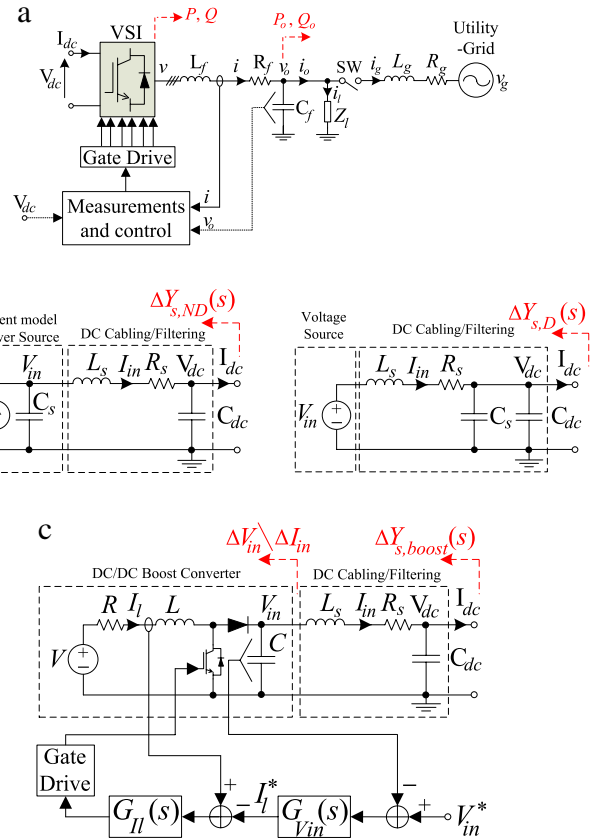 a
P, Q
VSI
I_dc
V_dc
v
L_f
i
R_f
P_o, Q_o
v_o
i_o
SW
i_g
L_g
R_g
Utility
-Grid
v_g
C_f
i_l
Z_l
Gate Drive
V_dc
Measurements
and control
i
v_o
ΔY_s,ND(s)
ent model
er Source
DC Cabling/Filtering
V_in
L_s
I_in
R_s
V_dc
I_dc
C_s
C_dc
ΔY_s,D(s)
Voltage
Source
DC Cabling/Filtering
L_s
I_in
R_s
V_dc
I_dc
V_in
+
−
C_s
C_dc
c
ΔV_in\ΔI_in
ΔY_s,boost(s)
DC/DC Boost Converter
DC Cabling/Filtering
R
I_l
L
V_in
L_s
I_in
R_s
V_dc
I_dc
V
+
−
C
C_dc
Gate
Drive
G_Il(s)
+
−
I_l*
G_Vin(s)
−
+
V_in*